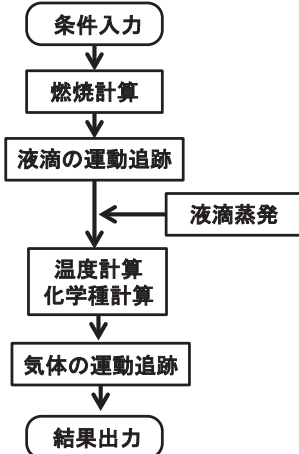 条件入力
燃焼計算
液滴の運動追跡
液滴蒸発
温度計算
化学種計算
気体の運動追跡
結果出力